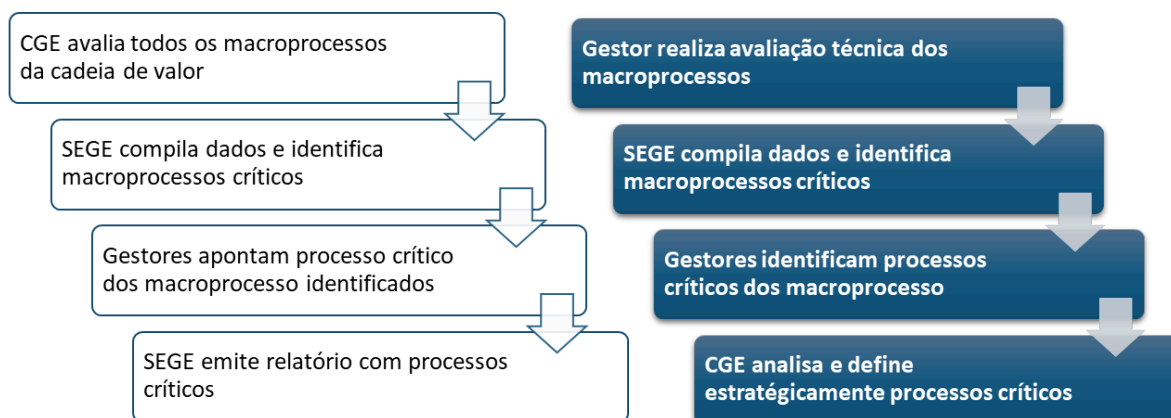 CGE avalia todos os macroprocessos
da cadeia de valor
SEGE compila dados e identifica
macroprocessos críticos
Gestores apontam processo crítico
dos macroprocesso identificados
SEGE emite relatório com processos
críticos
Gestor realiza avaliação técnica dos
macroprocessos
SEGE compila dados e identifica
macroprocessos críticos
Gestores identificam processos
críticos dos macroprocesso
CGE analisa e define
estratégicamente processos críticos